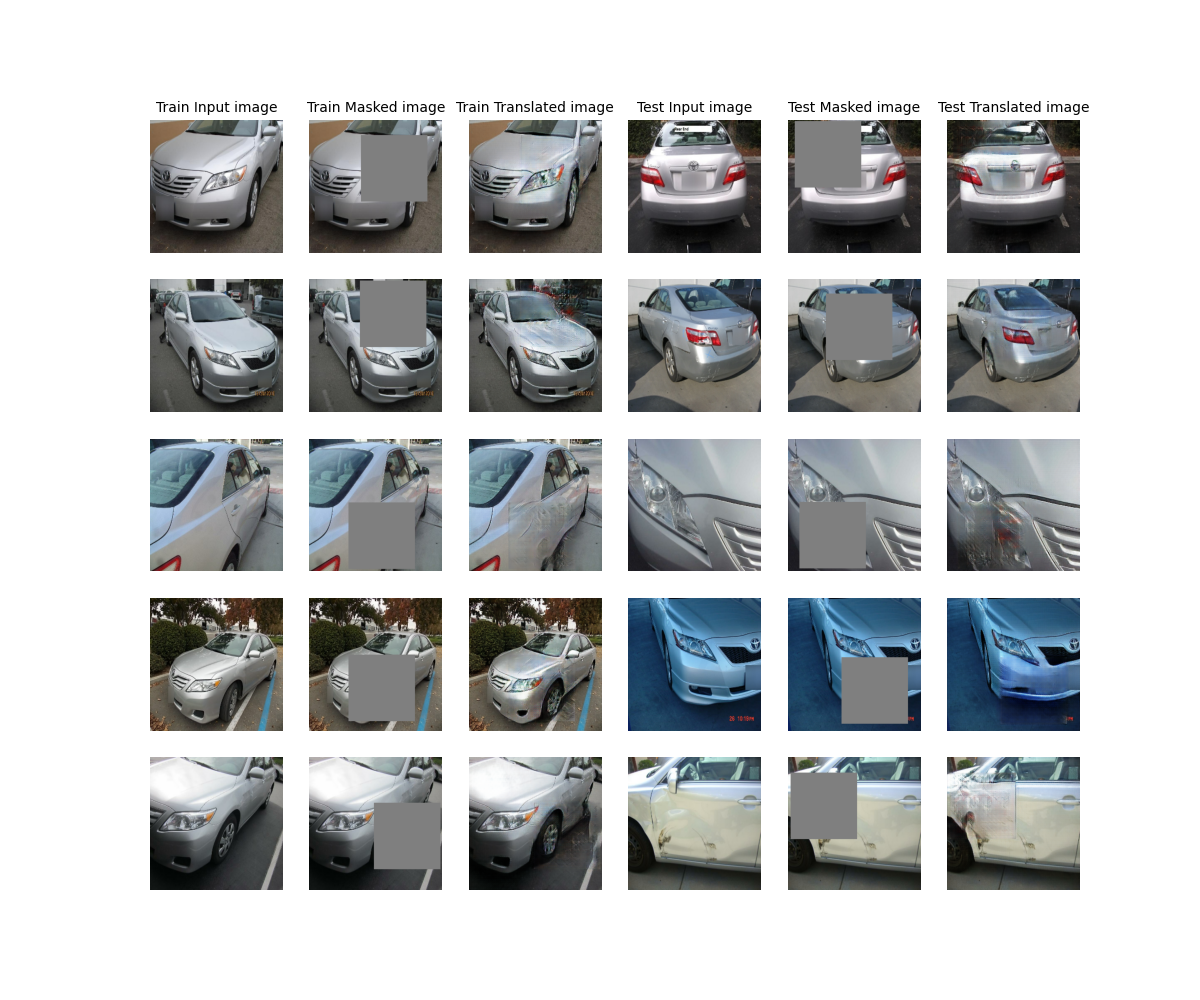 Train Input image
Train Masked image
Train Translated image
Test Input image
Test Masked image
Test Translated image